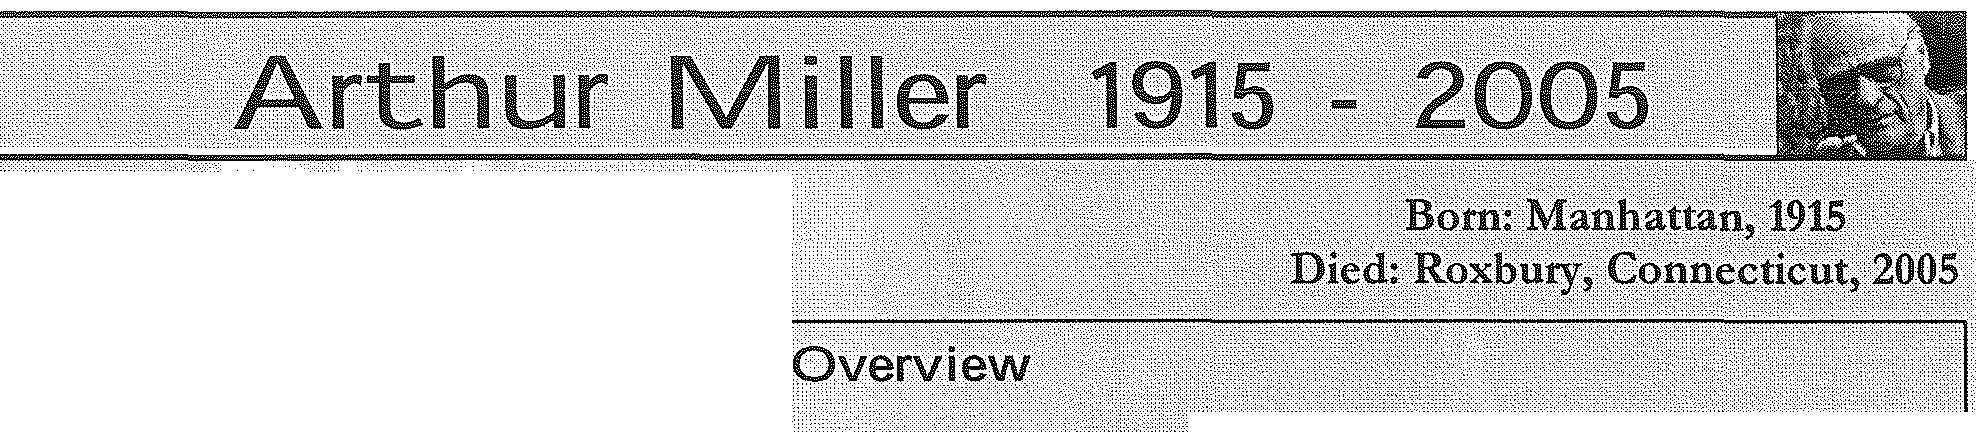 Arthur Miller 1915 - 2005
Born: Manhattan, 1915
Died: Roxbury, Connecticut, 2005
Overview